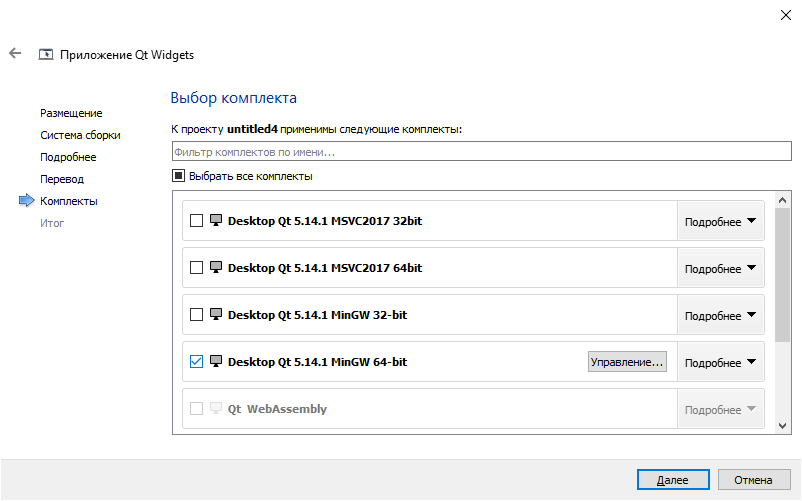 Приложение Qt Widgets
Размещение
Система сборки
Подробнее
Перевод
Комплекты
Итог
Выбор комплекта
К проекту untitled4 применимы следующие комплекты:
Фильтр комплектов по имени...
Выбрать все комплекты
Desktop Qt 5.14.1 MSVC2017 32bit Подробнее
Desktop Qt 5.14.1 MSVC2017 64bit Подробнее
Desktop Qt 5.14.1 MinGW 32-bit Подробнее
Desktop Qt 5.14.1 MinGW 64-bit Управление... Подробнее
Qt WebAssembly Подробнее
Далее Отмена